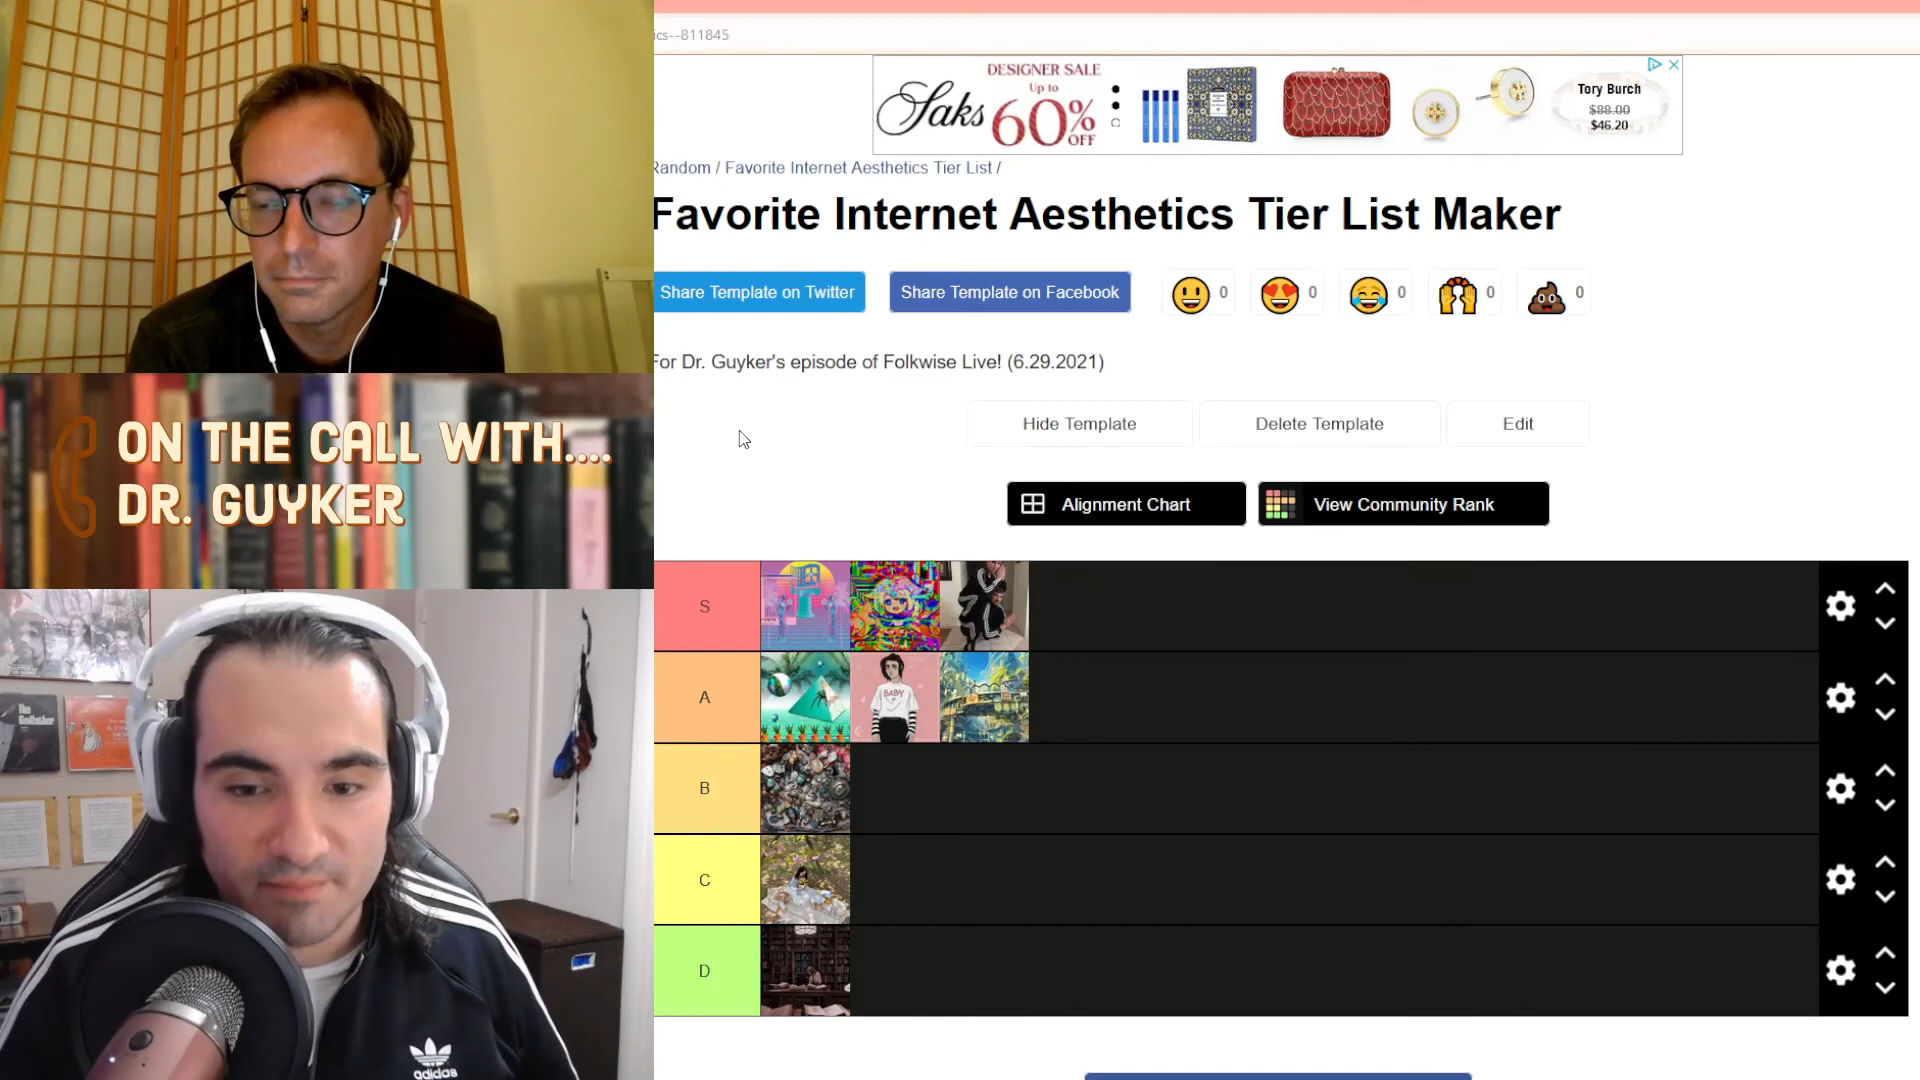 ics--811845
Saks
DESIGNER SALE
Up to
60%
OFF
Tory Burch
$88.00
$46.20
Random / Favorite Internet Aesthetics Tier List /
Favorite Internet Aesthetics Tier List Maker
Share Template on Twitter
Share Template on Facebook
0
0
0
0
0
For Dr. Guyker's episode of Folkwise Live! (6.29.2021)
Hide Template
Delete Template
Edit
Alignment Chart
View Community Rank
ON THE CALL WITH....
DR. GUYKER
S
A
BABY
B
C
D
The
Godfather
adidas